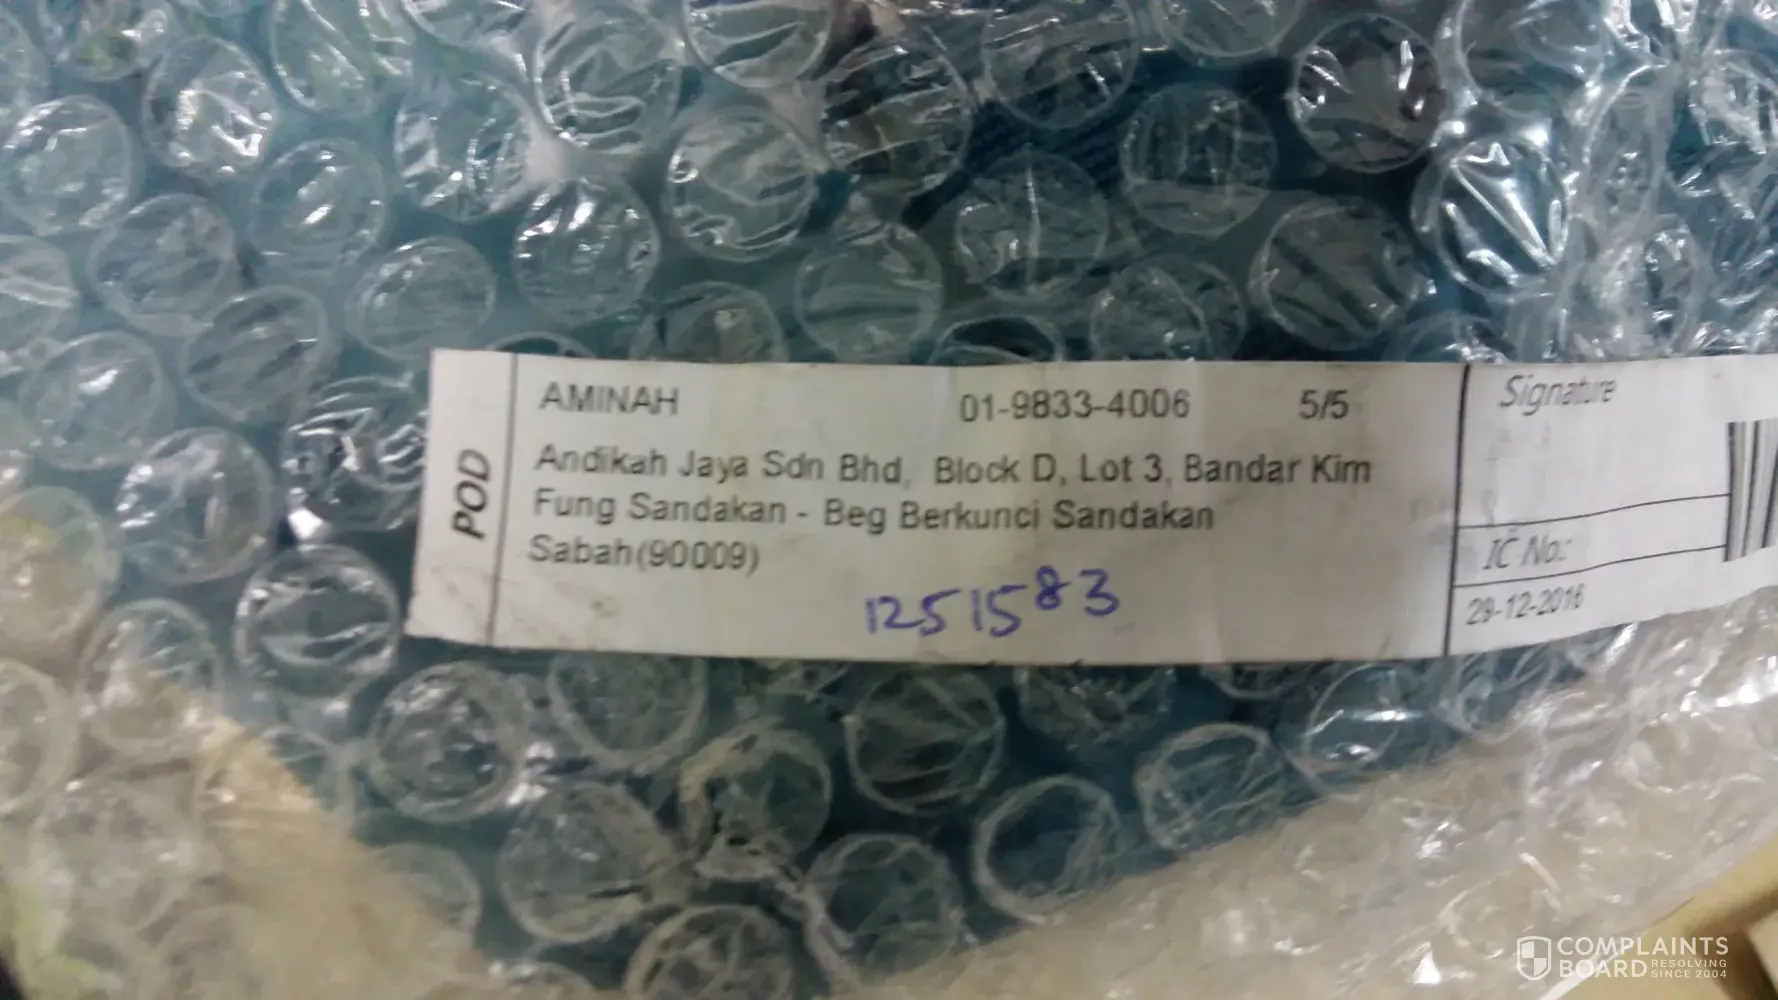 POD
AMINAH 01-9833-4006 5/5
Andikah Jaya Sdn Bhd, Block D, Lot 3, Bandar Kim
Fung Sandakan - Beg Berkunci Sandakan
Sabah(90009)
1251583
Signature
IC No.:
29-12-2016
COMPLAINTS
BOARD RESOLVING
SINCE 2004